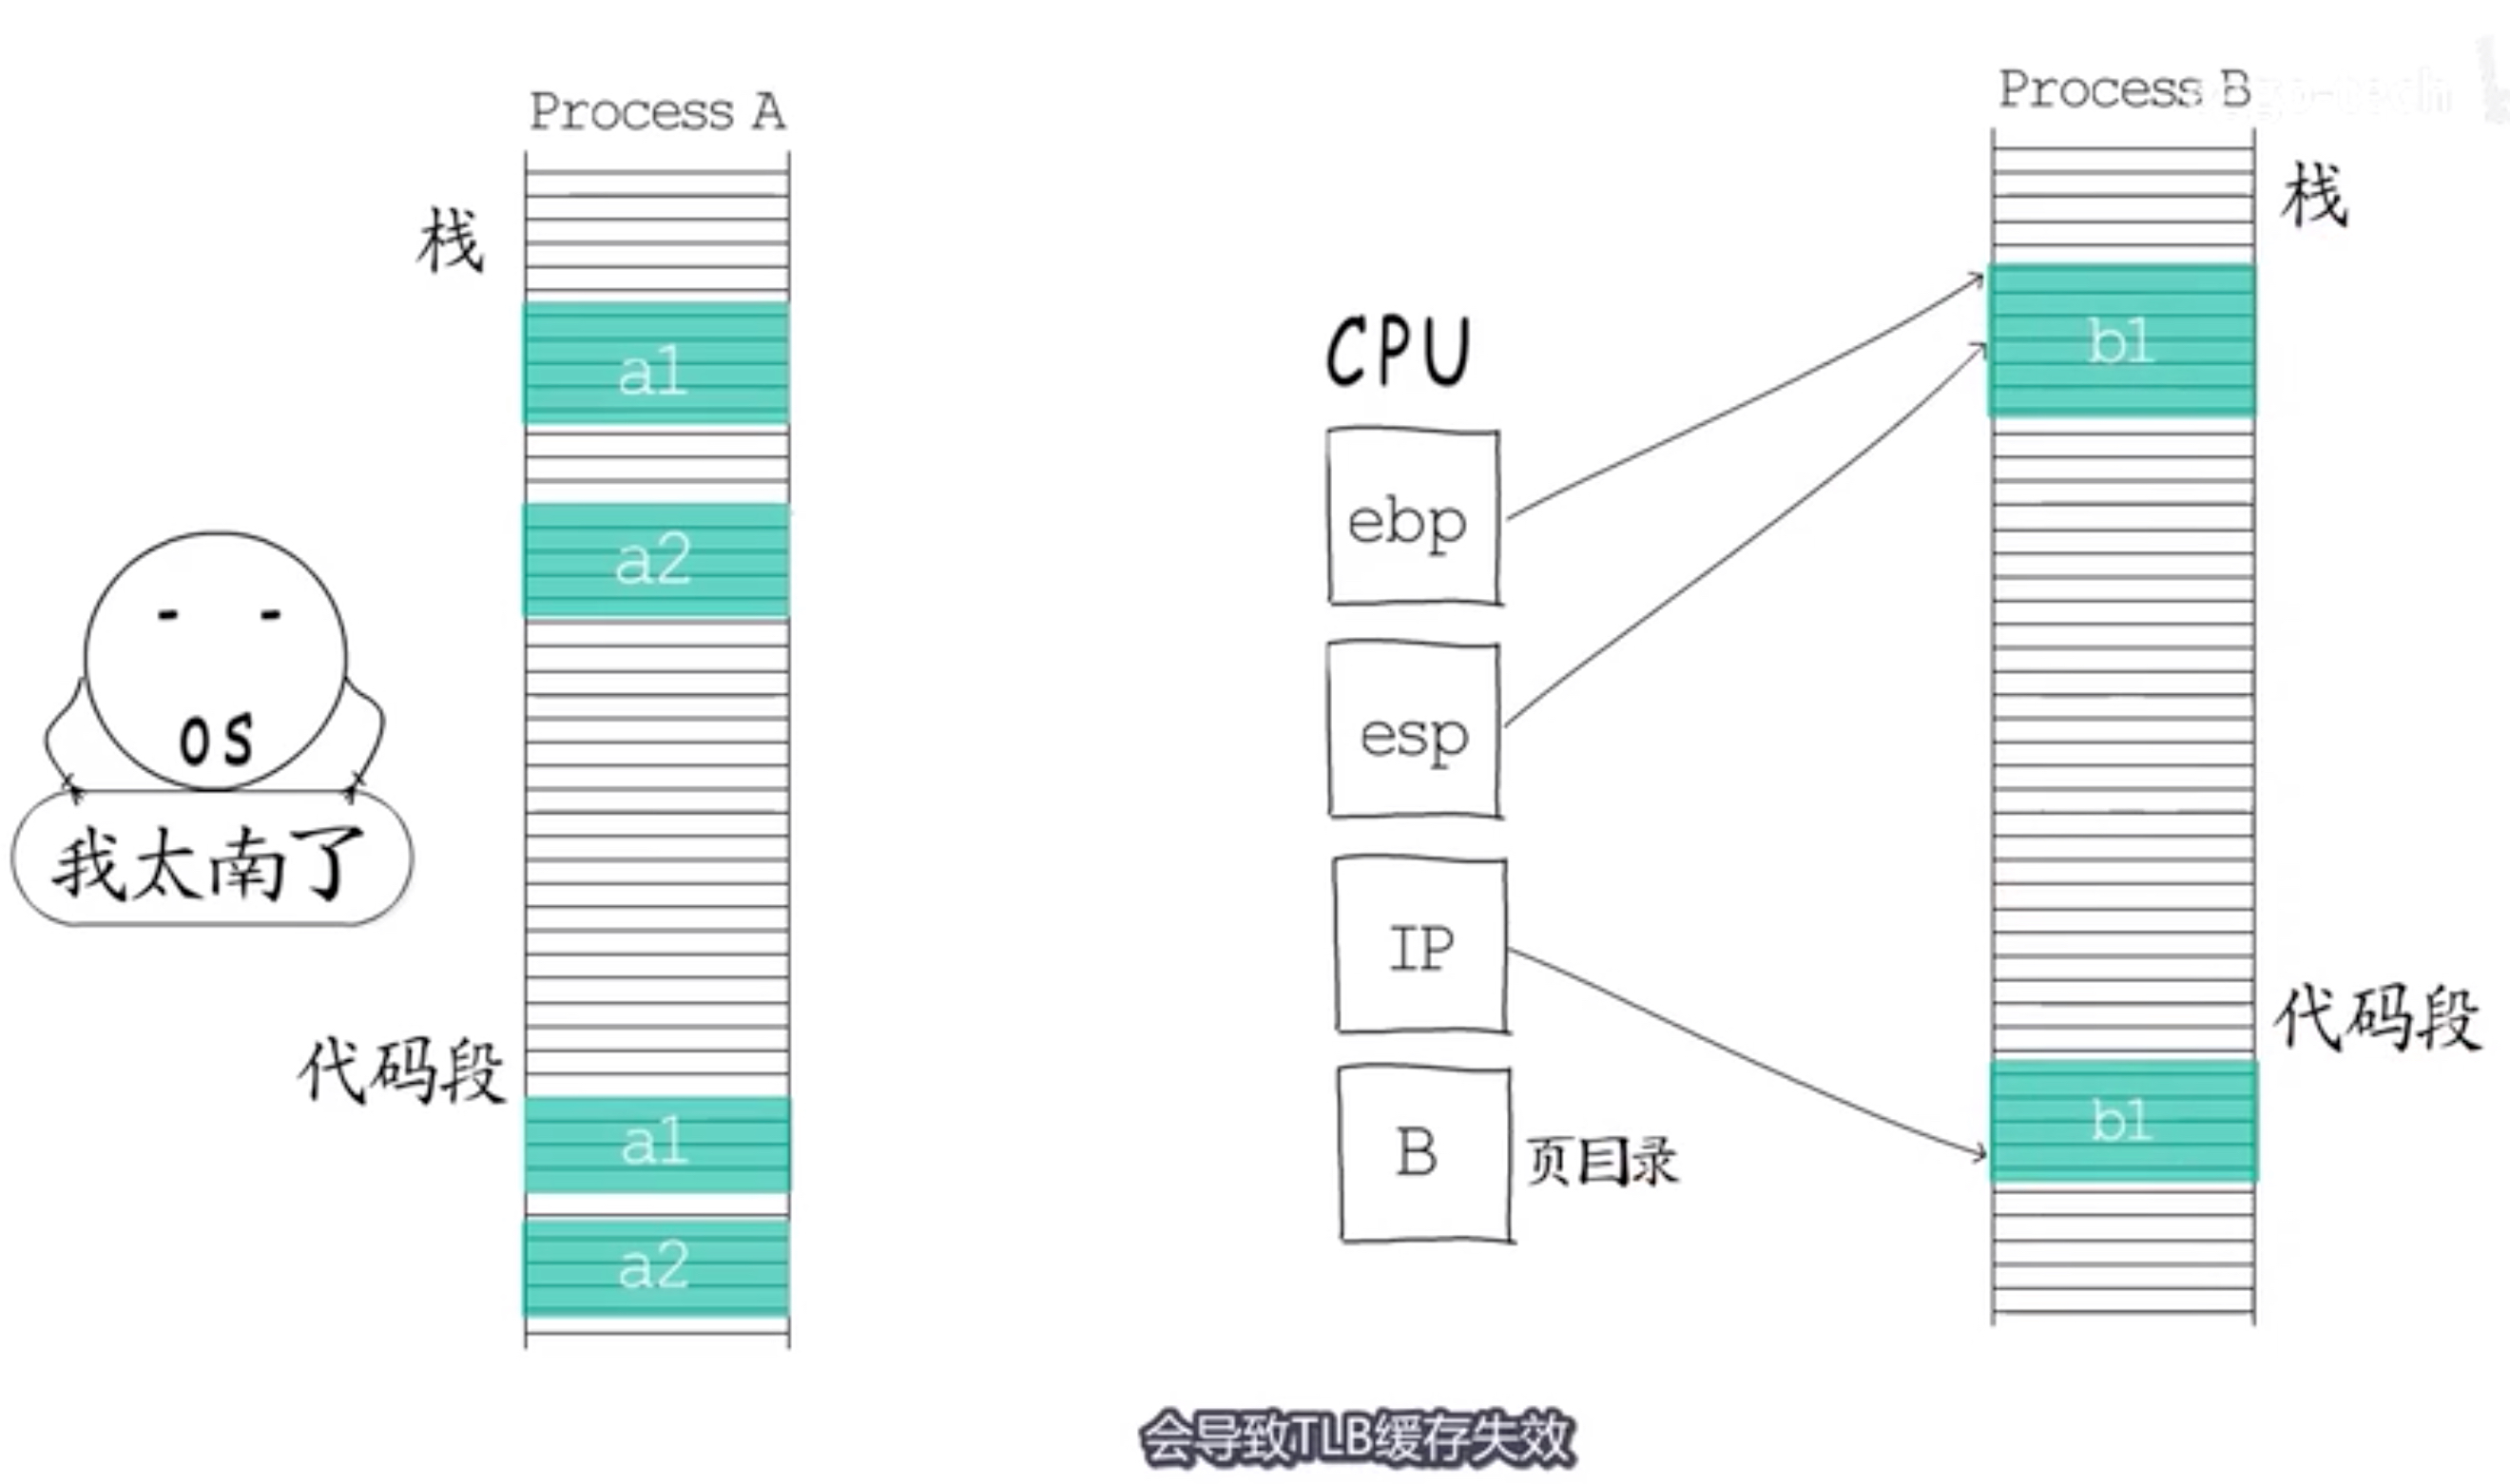 Process A
栈
a1
a2
OS
我太南了
代码段
a1
a2
CPU
ebp
esp
IP
B
页目录
Process B
栈
b1
代码段
b1
会导致TLB缓存失效